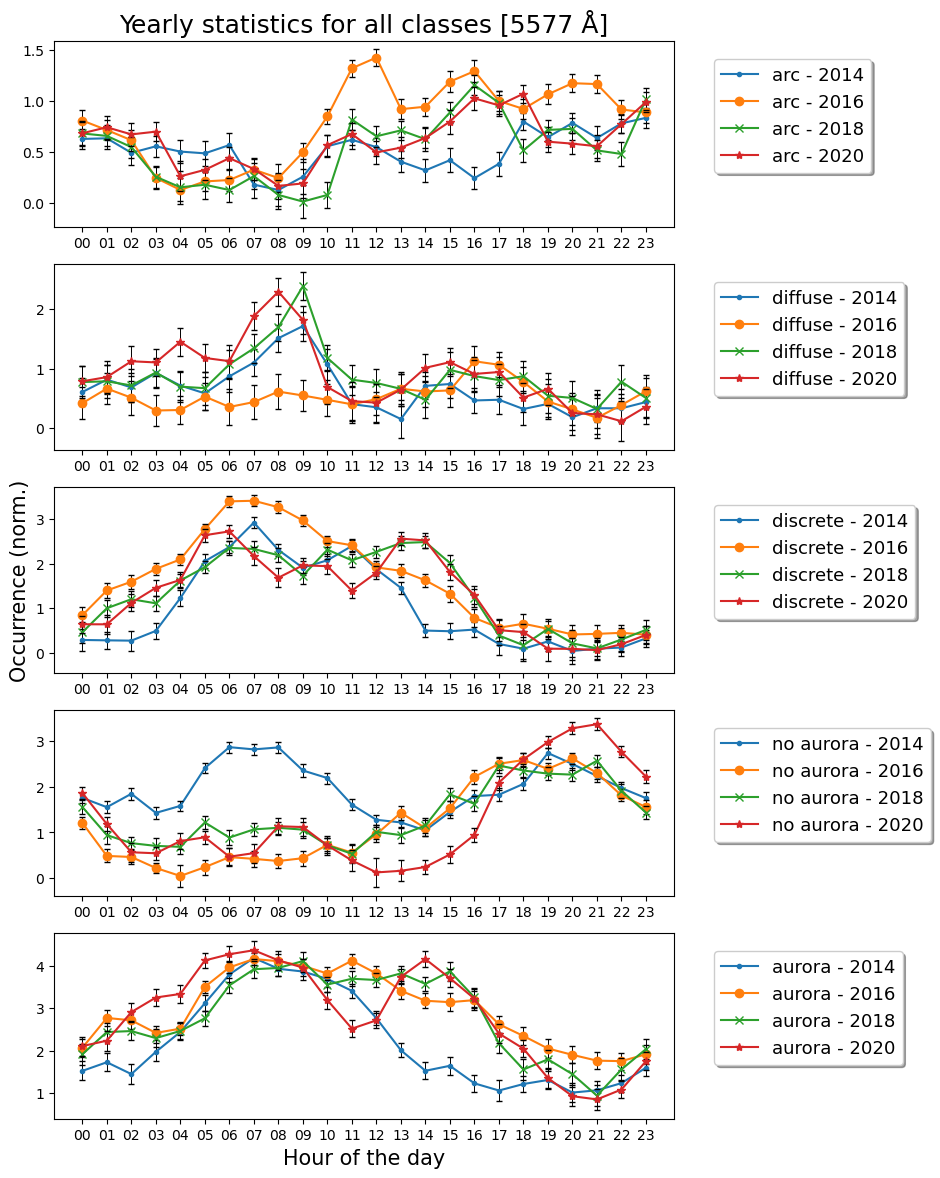 Yearly statistics for all classes [5577 Å]
1.5
1.0
0.5
0.0
00 01 02 03 04 05 06 07 08 09 10 11 12 13 14 15 16 17 18 19 20 21 22 23
arc - 2014
arc - 2016
arc - 2018
arc - 2020
2
1
0
00 01 02 03 04 05 06 07 08 09 10 11 12 13 14 15 16 17 18 19 20 21 22 23
diffuse - 2014
diffuse - 2016
diffuse - 2018
diffuse - 2020
Occurrence (norm.)
3
2
1
0
00 01 02 03 04 05 06 07 08 09 10 11 12 13 14 15 16 17 18 19 20 21 22 23
discrete - 2014
discrete - 2016
discrete - 2018
discrete - 2020
3
2
1
0
00 01 02 03 04 05 06 07 08 09 10 11 12 13 14 15 16 17 18 19 20 21 22 23
no aurora - 2014
no aurora - 2016
no aurora - 2018
no aurora - 2020
4
3
2
1
00 01 02 03 04 05 06 07 08 09 10 11 12 13 14 15 16 17 18 19 20 21 22 23
aurora - 2014
aurora - 2016
aurora - 2018
aurora - 2020
Hour of the day